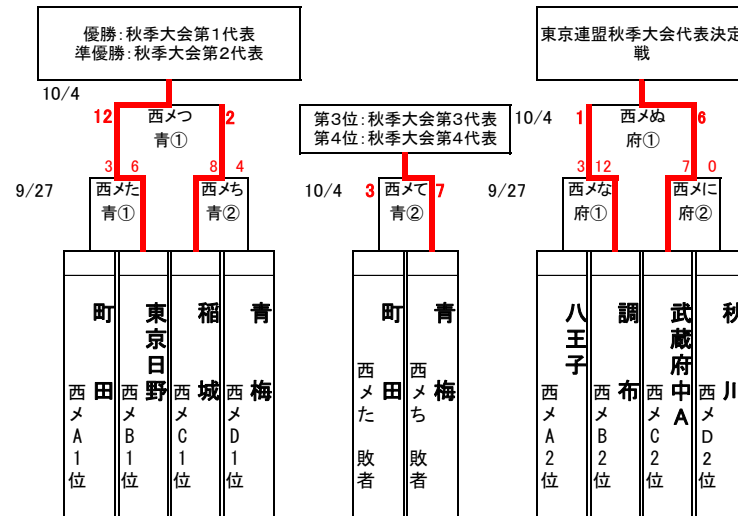 優勝：秋季大会第1代表
準優勝：秋季大会第2代表
10/4
12
西メつ
2
青①
3
6
8
4
9/27
西メた
西メち
青①
青②
町田
西メA1位
東京日野
西メB1位
稲城
西メC1位
青梅
西メD1位
第3位：秋季大会第3代表
第4位：秋季大会第4代表
10/4
3
西メて
7
青②
町田
西メた 敗者
青梅
西メち 敗者
東京連盟秋季大会代表決定
戦
10/4
1
西メぬ
6
府①
3
12
7
0
9/27
西メな
西メに
府①
府②
八王子
西メA2位
調布
西メB2位
武蔵府中A
西メC2位
秋川
西メD2位